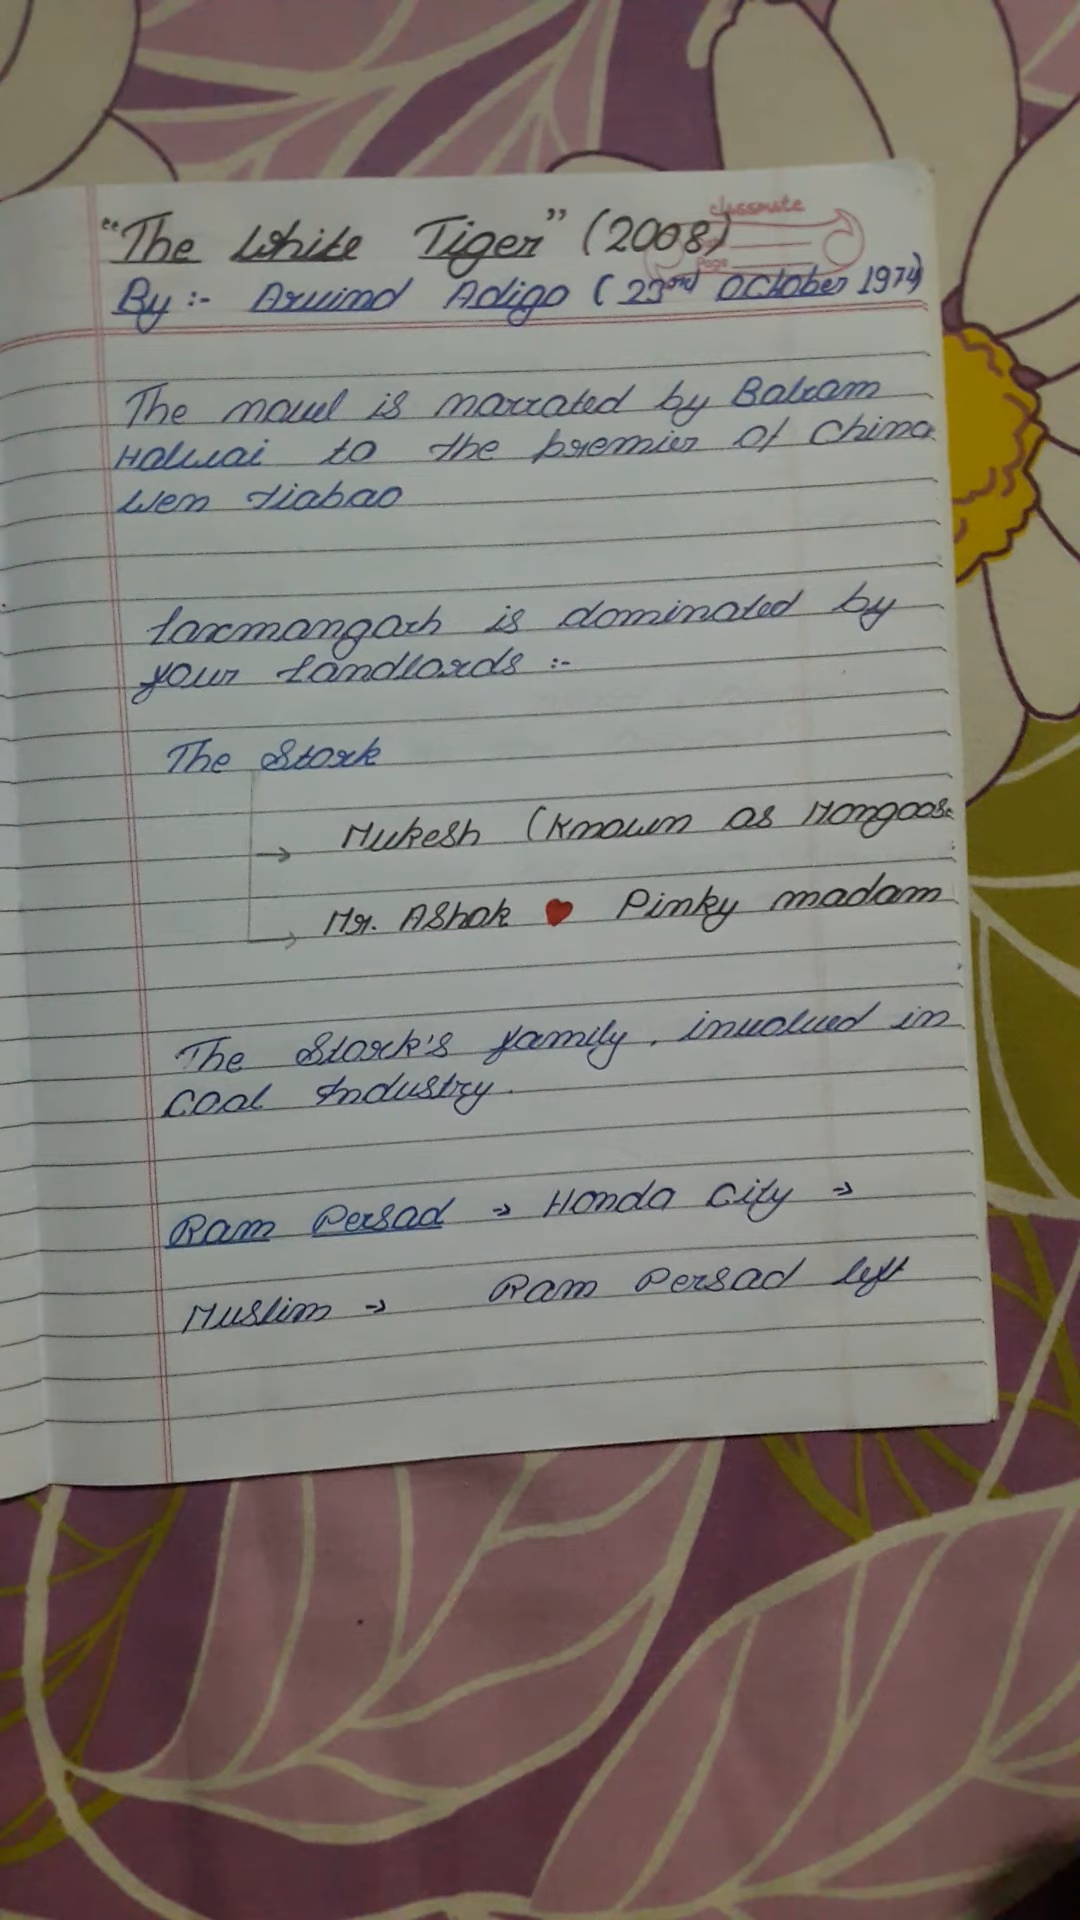 "The White Tiger" (2008)
classmate
Page
By :- Arvind Adiga (23rd October 1974)
The novel is narrated by Balram
Halwai to the premier of China
Wen Jiabao
Laxmangarh is dominated by
four Landlords :-
The Stork
→ Mukesh (Known as Mongoose
→ Mr. Ashok ♥ Pinky madam
The Stork's family, involved in
Coal Industry.
Ram Persad → Honda City →
Muslim → Ram Persad left